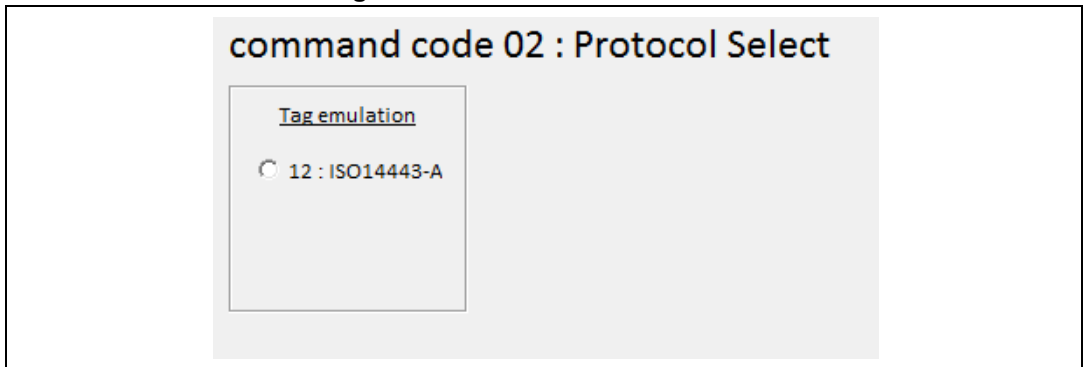 command code 02 : Protocol Select
Tag emulation
12 : ISO14443-A